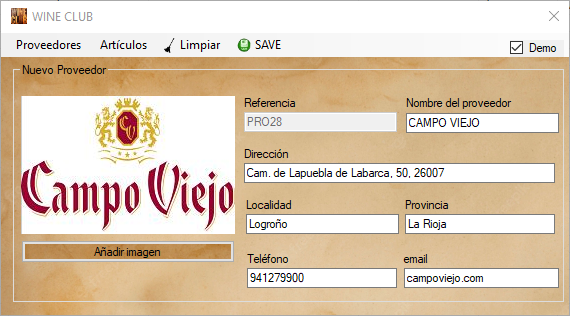 WINE CLUB
Proveedores Artículos Limpiar SAVE Demo
Nuevo Proveedor
CV
Campo Viejo
Añadir imagen
Referencia Nombre del proveedor
PRO28 CAMPO VIEJO
Dirección
Cam. de Lapuebla de Labarca, 50, 26007
Localidad Provincia
Logroño La Rioja
Teléfono email
941279900 campoviejo.com